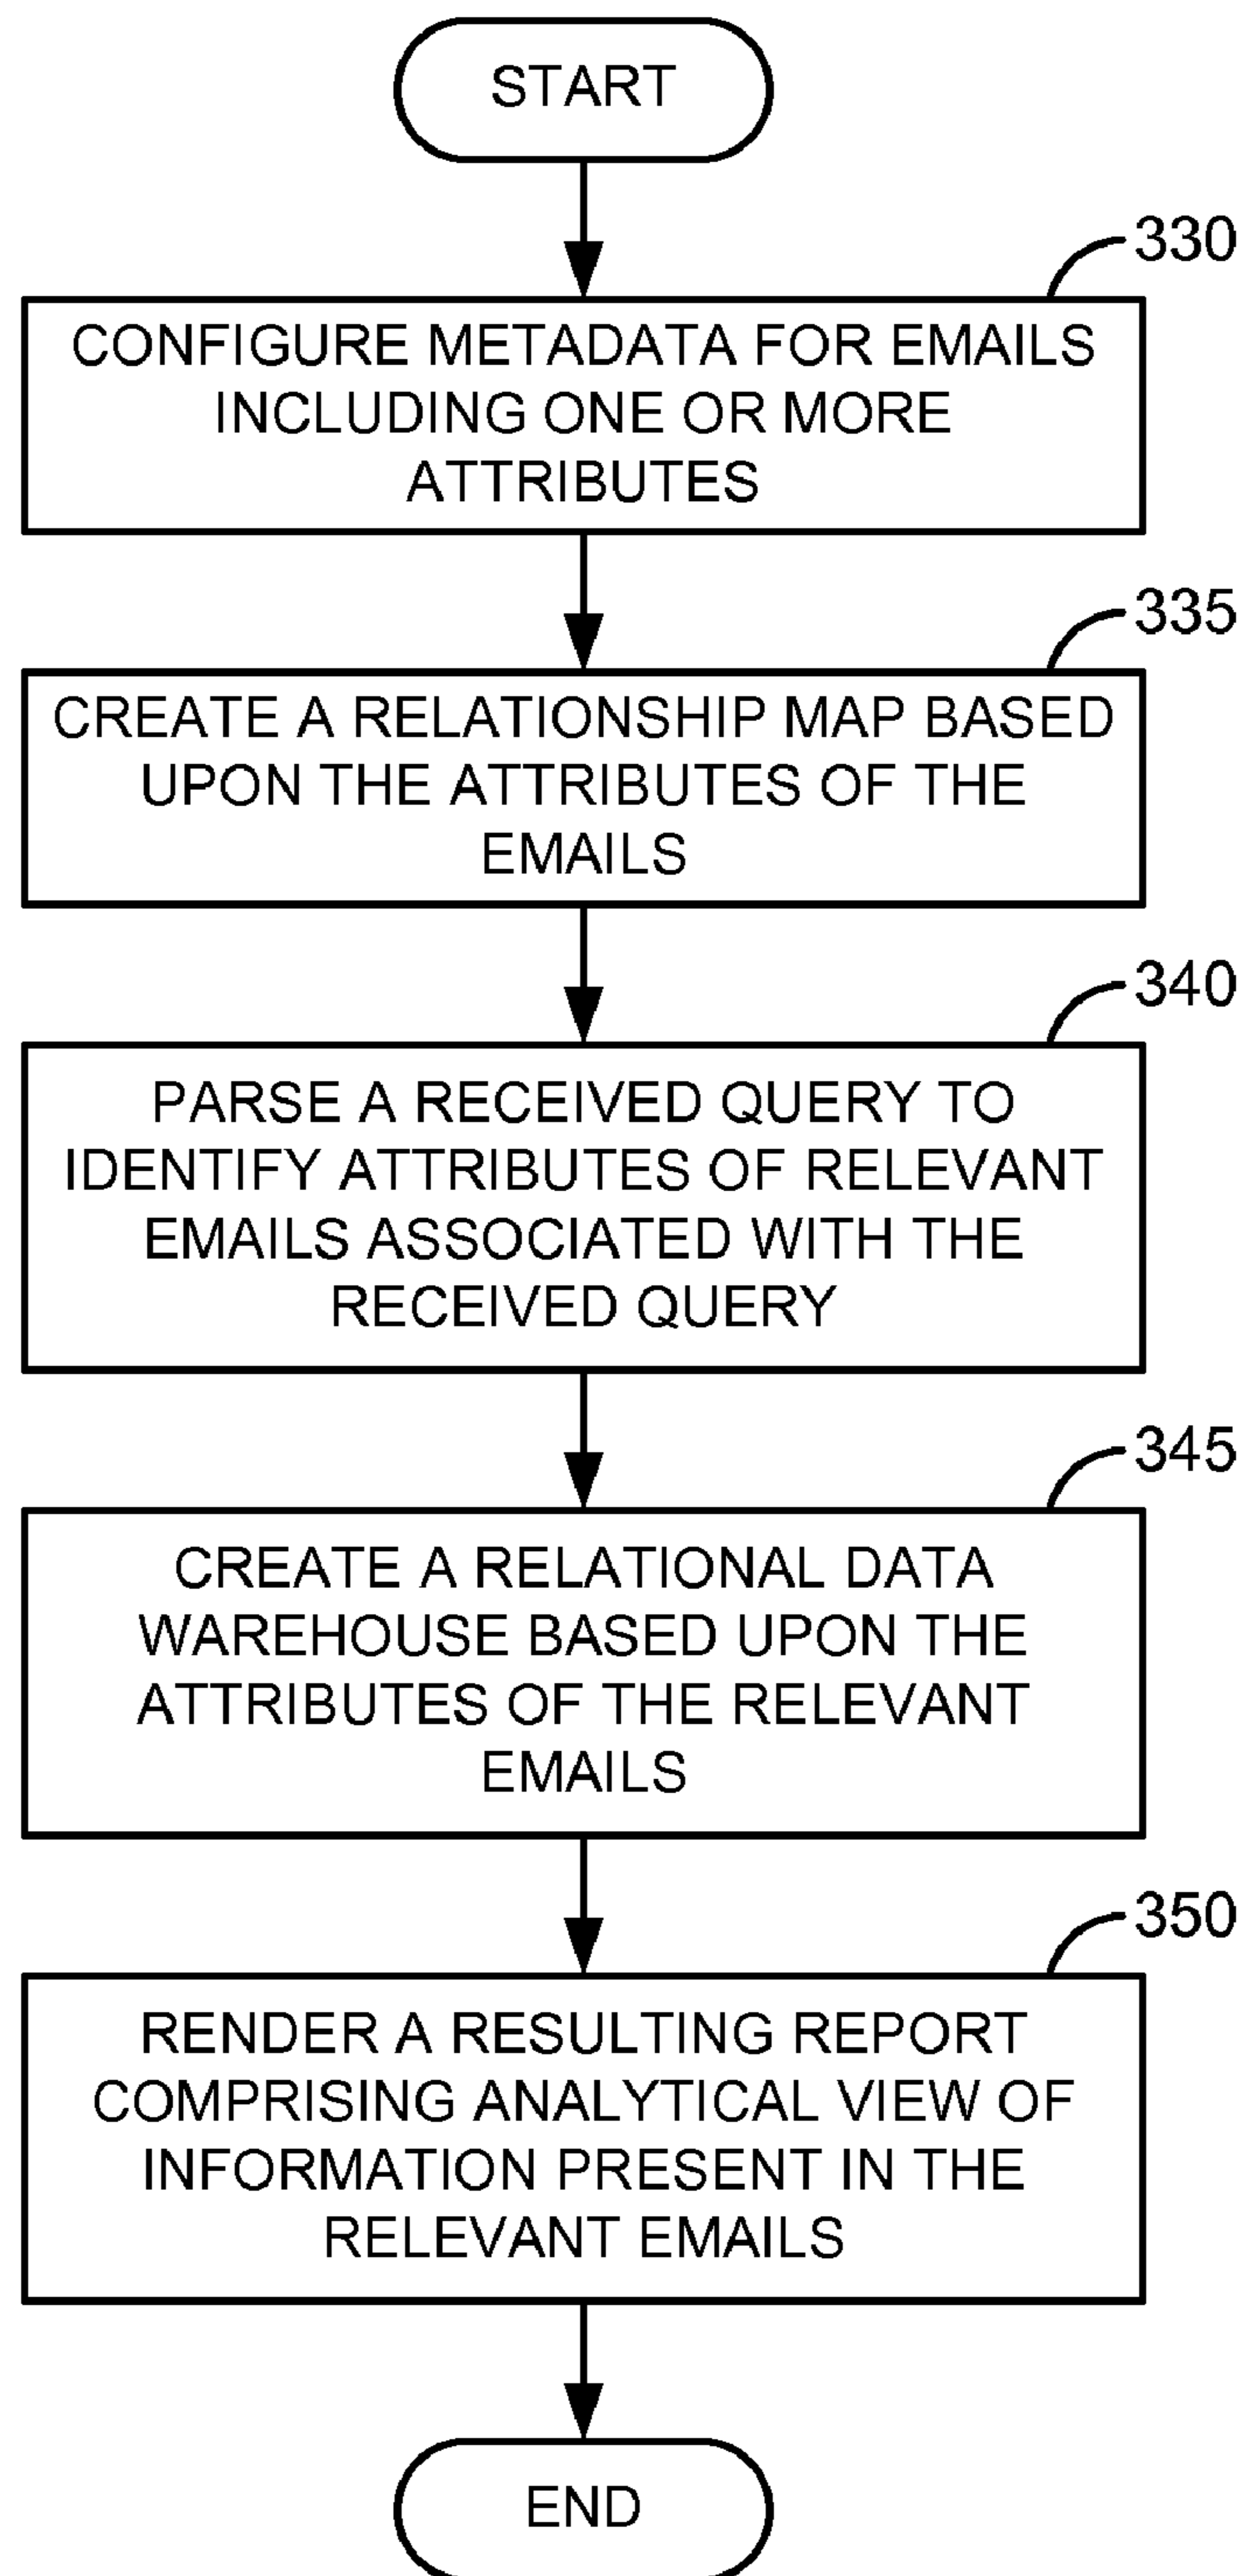 START
330
CONFIGURE METADATA FOR EMAILS
INCLUDING ONE OR MORE
ATTRIBUTES
335
CREATE A RELATIONSHIP MAP BASED
UPON THE ATTRIBUTES OF THE
EMAILS
340
PARSE A RECEIVED QUERY TO
IDENTIFY ATTRIBUTES OF RELEVANT
EMAILS ASSOCIATED WITH THE
RECEIVED QUERY
345
CREATE A RELATIONAL DATA
WAREHOUSE BASED UPON THE
ATTRIBUTES OF THE RELEVANT
EMAILS
350
RENDER A RESULTING REPORT
COMPRISING ANALYTICAL VIEW OF
INFORMATION PRESENT IN THE
RELEVANT EMAILS
END